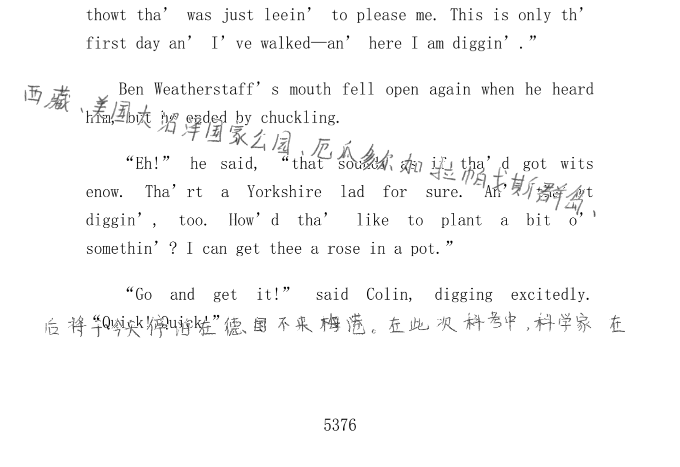 thowt tha’ was just leein’ to please me. This is only th’
first day an’ I’ve walked—an’ here I am diggin’.”
Ben Weatherstaff’s mouth fell open again when he heard
him, but he ended by chuckling.
西藏、美国大沼泽国家公园、厄瓜多尔加拉帕戈斯群岛、
“Eh!” he said, “that sounds as if tha’d got wits
enow. Tha’rt a Yorkshire lad for sure. An’ tha’rt
diggin’, too. How’d tha’ like to plant a bit o’
somethin’? I can get thee a rose in a pot.”
“Go and get it!” said Colin, digging excitedly.
“Quick! Quick!”
后将于今天停泊在德国不来梅港。在此次科考中,科学家在
5376